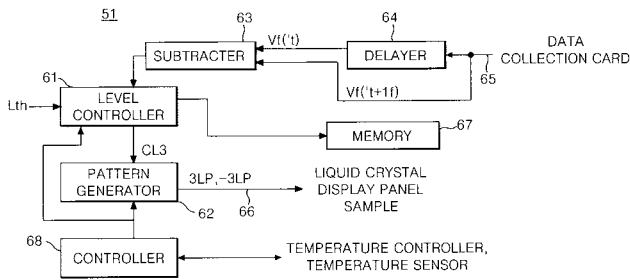 51
63
64
Vf('t)
SUBTRACTER
DELAYER
DATA
COLLECTION CARD
65
61
Vf('t+1f)
Lth
LEVEL
CONTROLLER
MEMORY
67
CL3
PATTERN
GENERATOR
3LP,-3LP
LIQUID CRYSTAL
DISPLAY PANEL
SAMPLE
62
66
68
CONTROLLER
TEMPERATURE CONTROLLER,
TEMPERATURE SENSOR